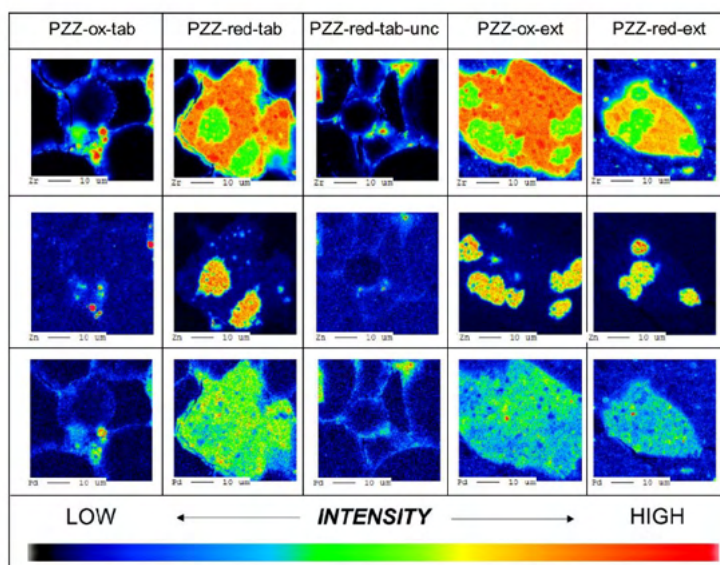 PZZ-ox-tab PZZ-red-tab PZZ-red-tab-unc PZZ-ox-ext PZZ-red-ext
Zr 10 um Zr 10 um Zr 10 um Zr 10 um Zr 10 um
Zn 10 um Zn 10 um Zn 10 um Zn 10 um Zn 10 um
Pd 10 um Pd 10 um Pd 10 um Pd 10 um Pd 10 um
LOW INTENSITY HIGH